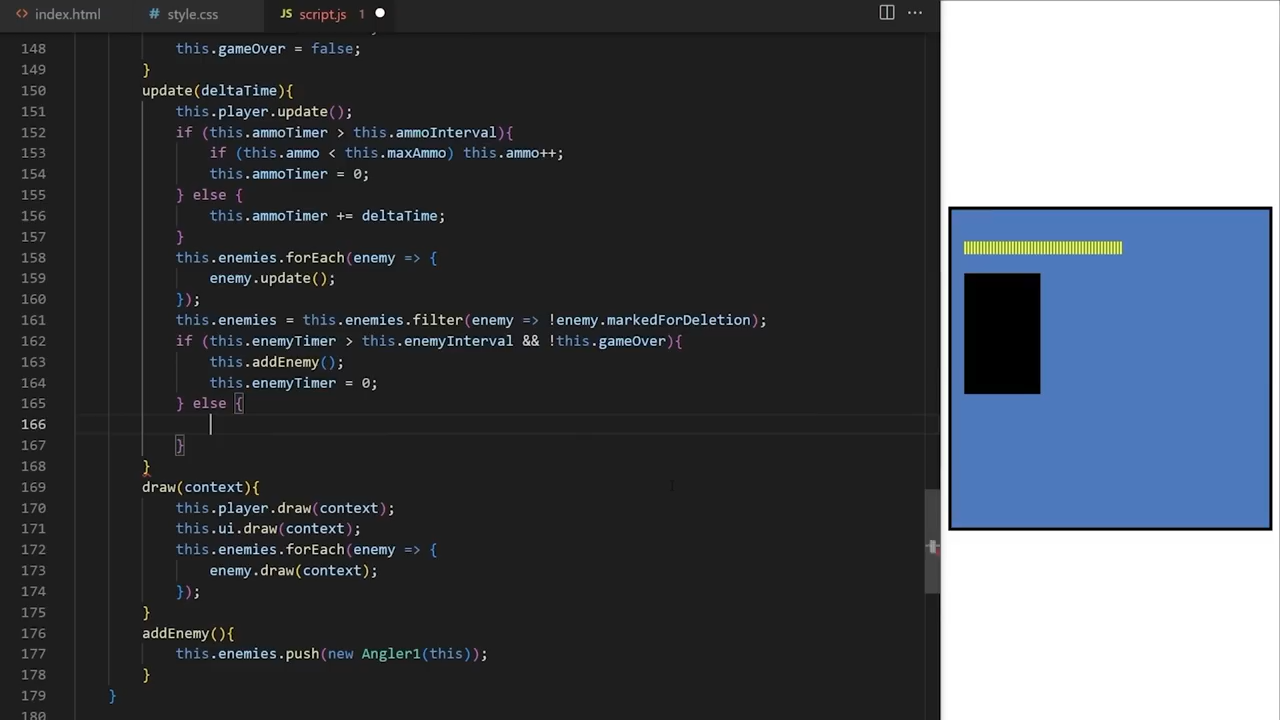 index.html # style.css JS script.js 1
148 this.gameOver = false;
149 }
150 update(deltaTime){
151 this.player.update();
152 if (this.ammoTimer > this.ammoInterval){
153 if (this.ammo < this.maxAmmo) this.ammo++;
154 this.ammoTimer = 0;
155 } else {
156 this.ammoTimer += deltaTime;
157 }
158 this.enemies.forEach(enemy => {
159 enemy.update();
160 });
161 this.enemies = this.enemies.filter(enemy => !enemy.markedForDeletion);
162 if (this.enemyTimer > this.enemyInterval && !this.gameOver){
163 this.addEnemy();
164 this.enemyTimer = 0;
165 } else {
166
167 }
168 }
169 draw(context){
170 this.player.draw(context);
171 this.ui.draw(context);
172 this.enemies.forEach(enemy => {
173 enemy.draw(context);
174 });
175 }
176 addEnemy(){
177 this.enemies.push(new Angler1(this));
178 }
179 }
180